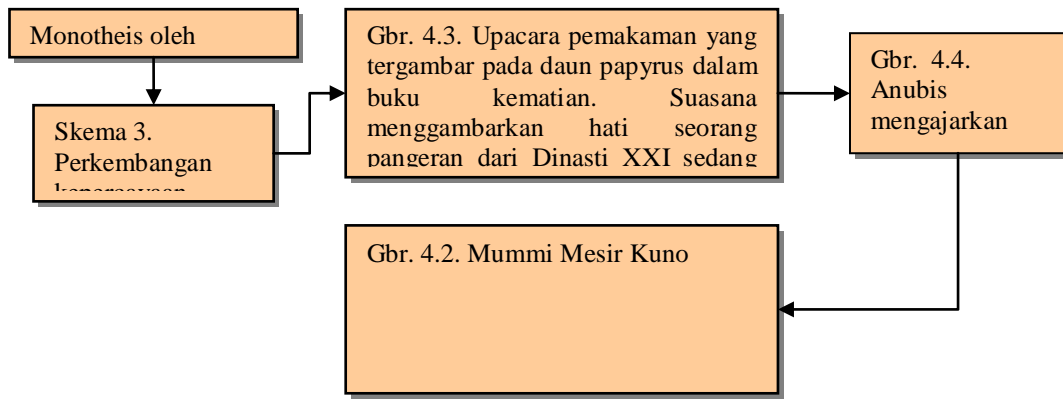 Monotheis oleh
Skema 3.
Perkembangan
Gbr. 4.3. Upacara pemakaman yang
tergambar pada daun papyrus dalam
buku kematian. Suasana
menggambarkan hati seorang
pangeran dari Dinasti XXI sedang
Gbr. 4.4.
Anubis
mengajarkan
Gbr. 4.2. Mummi Mesir Kuno